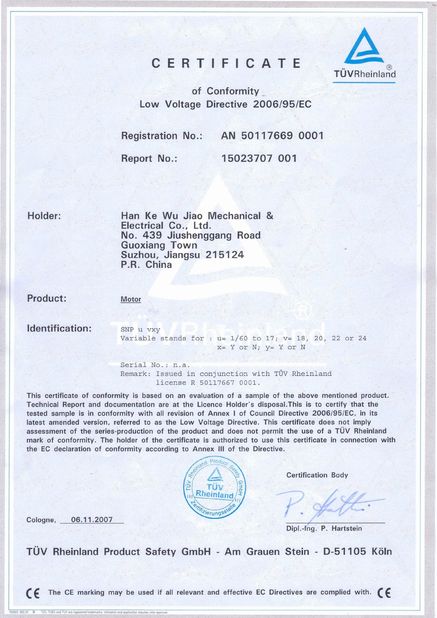 CERTIFICATE
TÜVRheinland
®
of Conformity
Low Voltage Directive 2006/95/EC
Registration No.: AN 50117669 0001
Report No.: 15023707 001
Holder: Han Ke Wu Jiao Mechanical &
Electrical Co., Ltd.
No. 439 Jiushenggang Road
Guoxiang Town
Suzhou, Jiangsu 215124
P.R. China
Product: Motor
TÜVRheinland
®
Identification: SNP u vxy
Variable stands for : u= 1/60 to 17; v= 18, 20, 22 or 24
x= Y or N; y= Y or N
Serial No.: n.a.
Remark: Issued in conjunction with TÜV Rheinland
license R 50117667 0001.
This certificate of conformity is based on an evaluation of a sample of the above mentioned product.
Technical Report and documentation are at the Licence Holder's disposal.This is to certify that the
tested sample is in conformity with all revision of Annex I of Council Directive 2006/95/EC, in its
latest amended version, referred to as the Low Voltage Directive. This certificate does not imply
assessment of the series-production of the product and does not permit the use of a TÜV Rheinland
mark of conformity. The holder of the certificate is authorized to use this certificate in connection with
the EC declaration of conformity according to Annex III of the Directive.
TÜV Rheinland Product Safety GmbH
TÜV
Rheinland
Zertifizierungsstelle
Certification Body
Cologne, 06.11.2007
Dipl.-Ing. P. Hartstein
TÜV Rheinland Product Safety GmbH - Am Grauen Stein - D-51105 Köln
CE The CE marking may be used if all relevant and effective EC Directives are complied with. CE